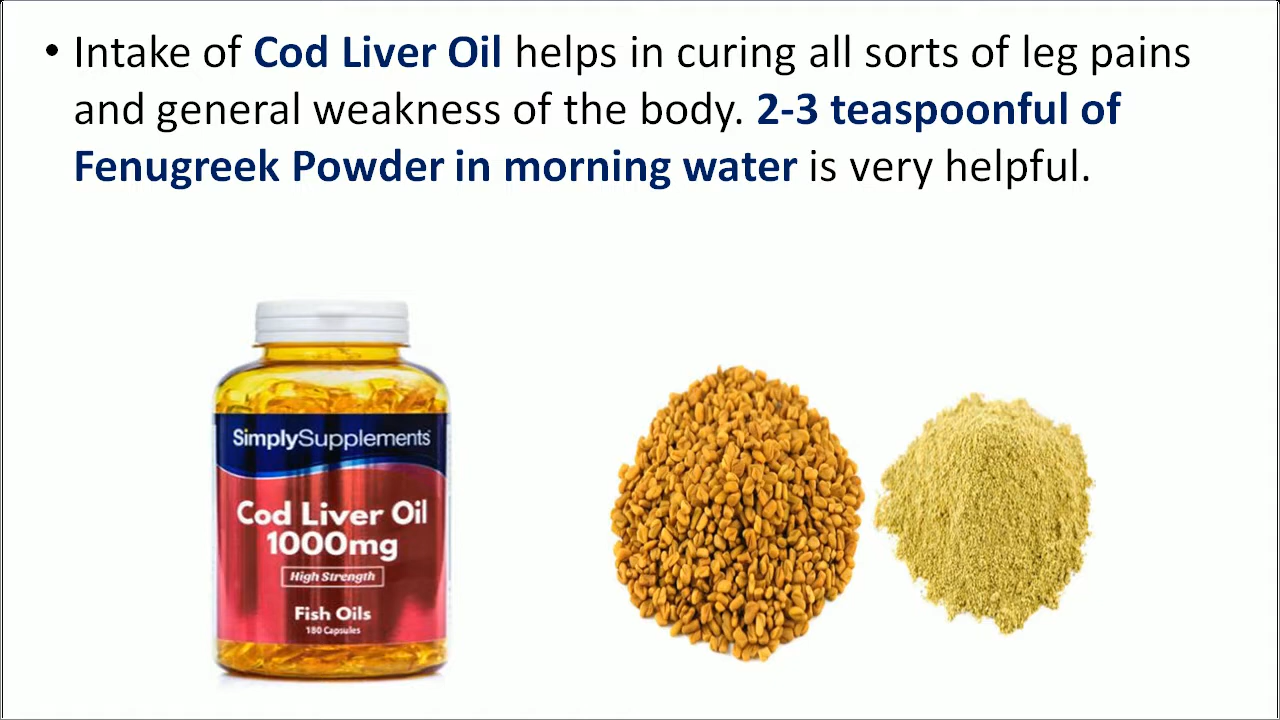 • Intake of Cod Liver Oil helps in curing all sorts of leg pains
and general weakness of the body. 2-3 teaspoonful of
Fenugreek Powder in morning water is very helpful.
SimplySupplements
Cod Liver Oil
1000mg
High Strength
Fish Oils
180 Capsules